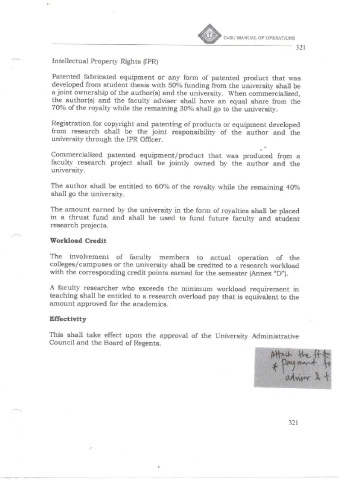 CvSU MANUAL OF OPERATIONS
321
Intellectual Property Rights (IPR)
Patented fabricated equipment or any form of patented product that was
developed from student thesis with 50% funding from the university shall be
a joint ownership of the author(s) and the university. When commercialized,
the author(s) and the faculty adviser shall have an equal share from the
70% of the royalty while the remaining 30% shall go to the university.
Registration for copyright and patenting of products or equipment developed
from research shall be the joint responsibility of the author and the
university through the IPR Officer.
Commercialized patented equipment/product that was produced from a
faculty research project shall be jointly owned by the author and the
university.
The author shall be entitled to 60% of the royalty while the remaining 40%
shall go the university.
The amount earned by the university in the form of royalties shall be placed
in a thrust fund and shall be used to fund future faculty and student
research projects.
Workload Credit
The involvement of faculty members to actual operation of the
colleges/campuses or the university shall be credited to a research workload
with the corresponding credit points earned for the semester (Annex "D").
A faculty researcher who exceeds the minimum workload requirement in
teaching shall be entitled to a research overload pay that is equivalent to the
amount approved for the academics.
Effectivity
This shall take effect upon the approval of the University Administrative
Council and the Board of Regents.
Attach the
payment to
adviser &
321